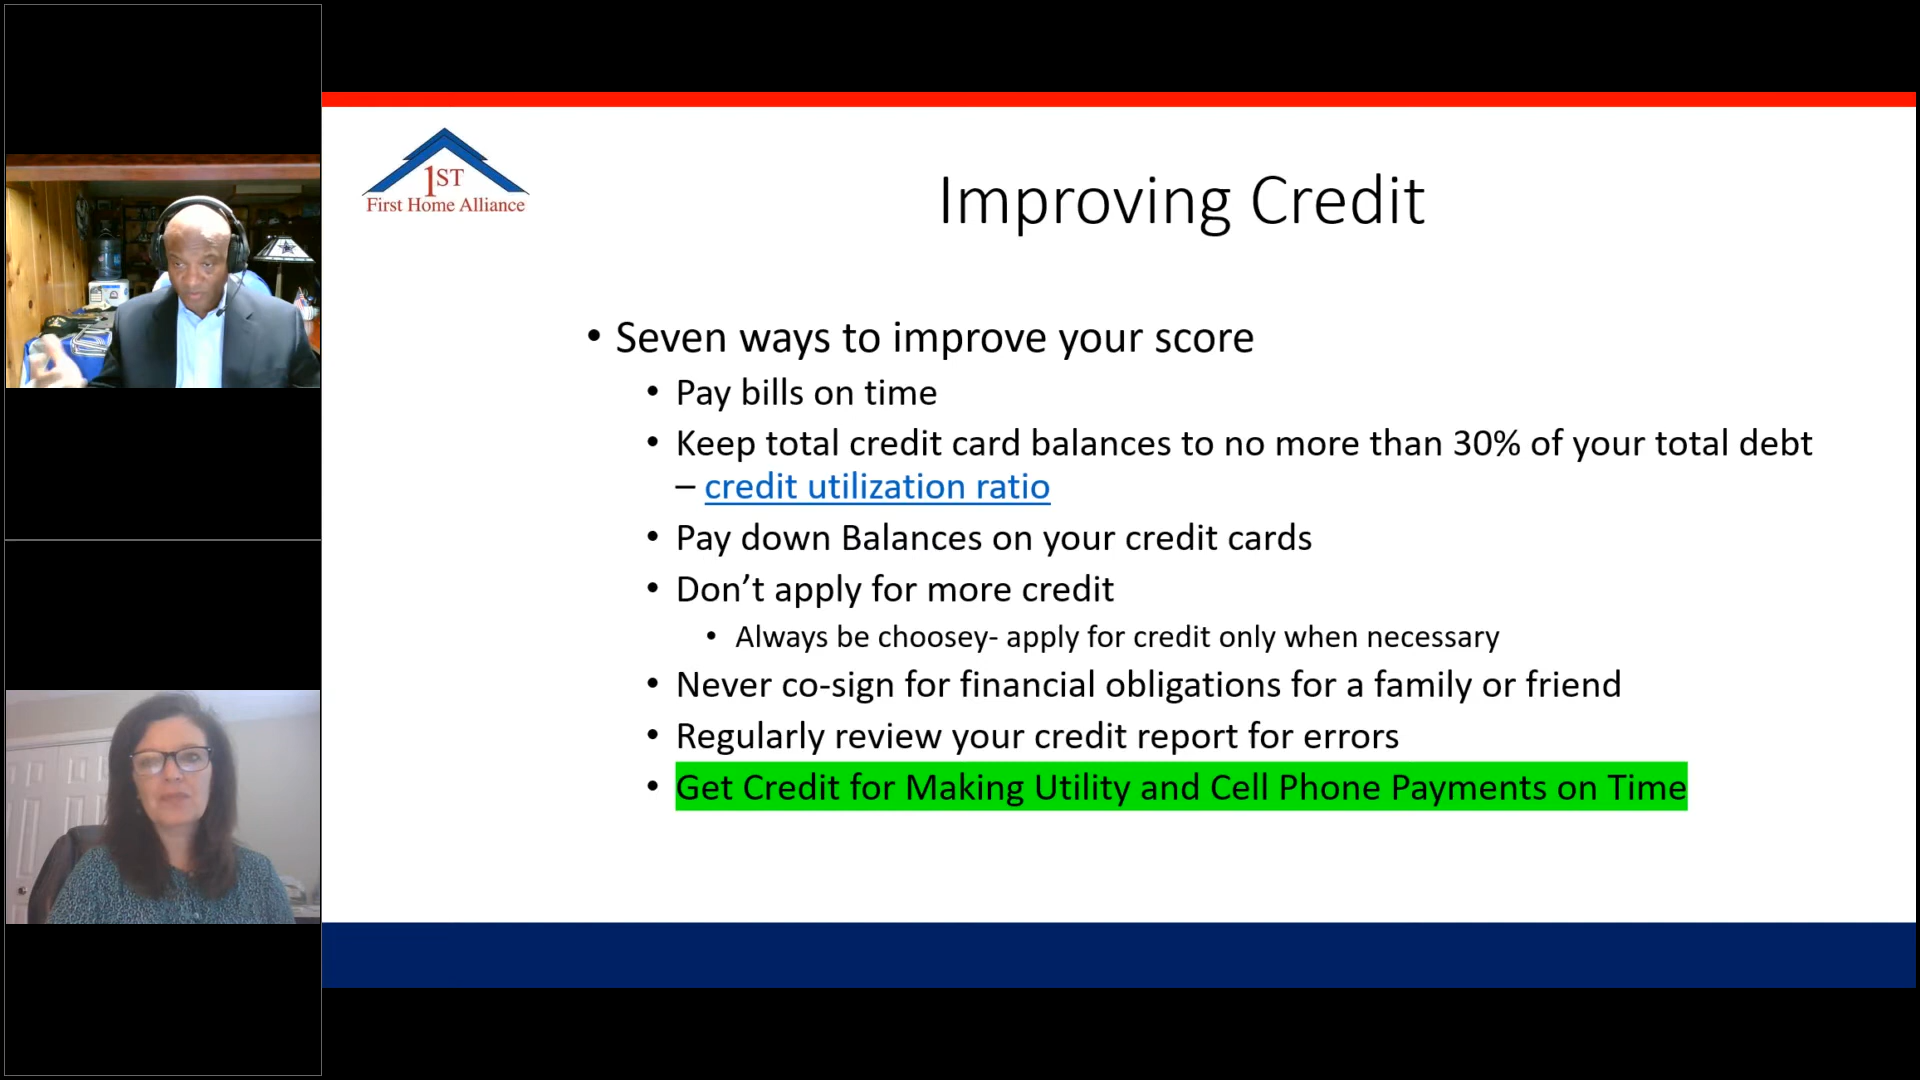 1ST
First Home Alliance
Improving Credit
• Seven ways to improve your score
• Pay bills on time
• Keep total credit card balances to no more than 30% of your total debt
– credit utilization ratio
• Pay down Balances on your credit cards
• Don’t apply for more credit
• Always be choosey- apply for credit only when necessary
• Never co-sign for financial obligations for a family or friend
• Regularly review your credit report for errors
• Get Credit for Making Utility and Cell Phone Payments on Time